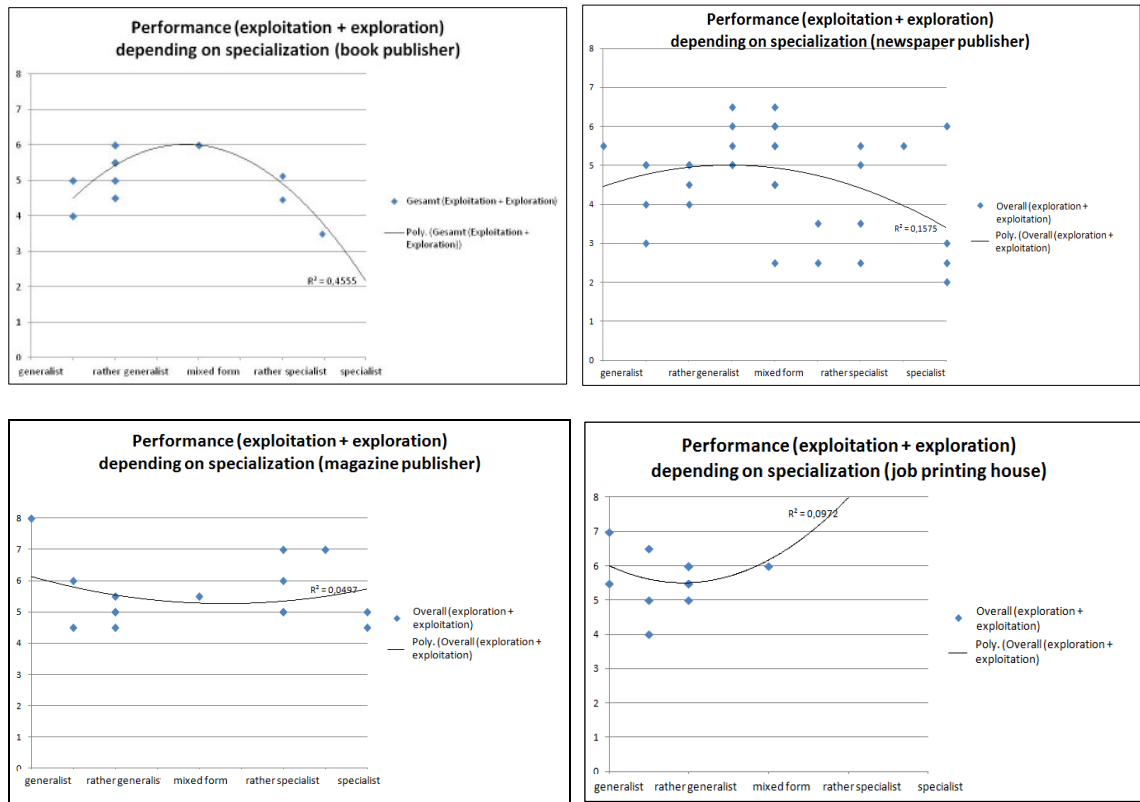 Performance (exploitation + exploration)
depending on specialization (book publisher)
8
7
6
5
4
3
2
1
0
generalist rather generalist mixed form rather specialist specialist
R² = 0,4555
Gesamt (Exploitation + Exploration)
Poly. (Gesamt (Exploitation +
Exploration))
Performance (exploitation + exploration)
depending on specialization (newspaper publisher)
8
7
6
5
4
3
2
1
0
generalist rather generalist mixed form rather specialist specialist
R² = 0,1575
Overall (exploration +
exploitation)
Poly. (Overall (exploration +
exploitation)
Performance (exploitation + exploration)
depending on specialization (magazine publisher)
8
7
6
5
4
3
2
1
0
generalist rather generalis mixed form rather specialist specialist
R² = 0,0497
Overall (exploration +
exploitation)
Poly. (Overall (exploration +
exploitation)
Performance (exploitation + exploration)
depending on specialization (job printing house)
8
7
6
5
4
3
2
1
0
generalist rather generalist mixed form rather specialist specialist
R² = 0,0972
Overall (exploration +
exploitation)
Poly. (Overall (exploration +
exploitation)